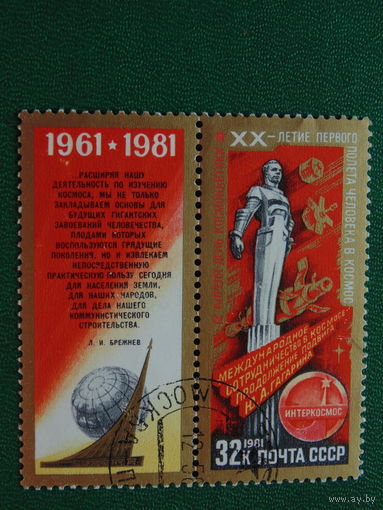 1961 ★ 1981
...РАСШИРЯЯ НАШУ
ДЕЯТЕЛЬНОСТЬ ПО ИЗУЧЕНИЮ
КОСМОСА, МЫ НЕ ТОЛЬКО
ЗАКЛАДЫВАЕМ ОСНОВЫ ДЛЯ
БУДУЩИХ ГИГАНТСКИХ
ЗАВОЕВАНИЙ ЧЕЛОВЕЧЕСТВА,
ПЛОДАМИ КОТОРЫХ
ВОСПОЛЬЗУЮТСЯ ГРЯДУЩИЕ
ПОКОЛЕНИЯ, НО И ИЗВЛЕКАЕМ
НЕПОСРЕДСТВЕННУЮ
ПРАКТИЧЕСКУЮ ПОЛЬЗУ СЕГОДНЯ
ДЛЯ НАСЕЛЕНИЯ ЗЕМЛИ,
ДЛЯ НАШИХ НАРОДОВ,
ДЛЯ ДЕЛА НАШЕГО
КОММУНИСТИЧЕСКОГО
СТРОИТЕЛЬСТВА.
Л. И. БРЕЖНЕВ
XX–ЛЕТИЕ ПЕРВОГО
ПОЛЕТА ЧЕЛОВЕКА В КОСМОС
МЕЖДУНАРОДНОЕ
СОТРУДНИЧЕСТВО В КОСМОСЕ–
ПРОДОЛЖЕНИЕ ПОДВИГА
Ю. А. ГАГАРИНА
ИНТЕРКОСМОС
1981
32К ПОЧТА СССР
МОСКВА
au.by